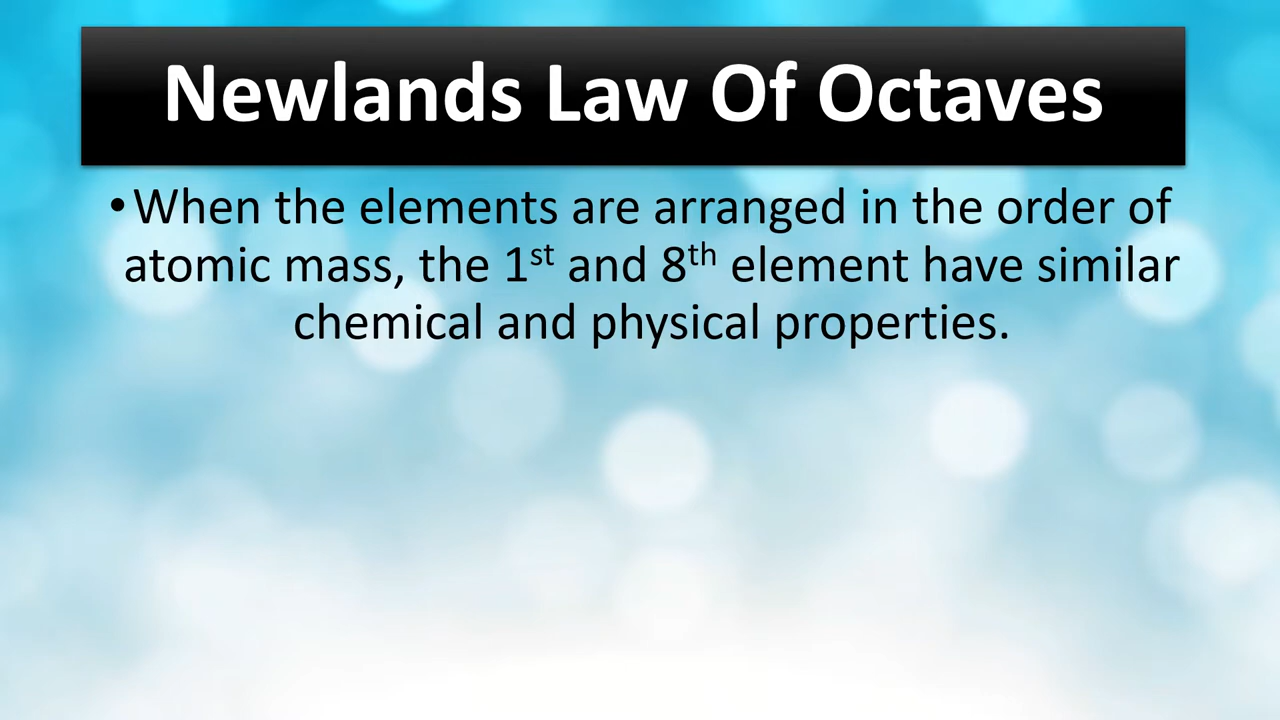 Newlands Law Of Octaves
•When the elements are arranged in the order of
atomic mass, the 1st and 8th element have similar
chemical and physical properties.